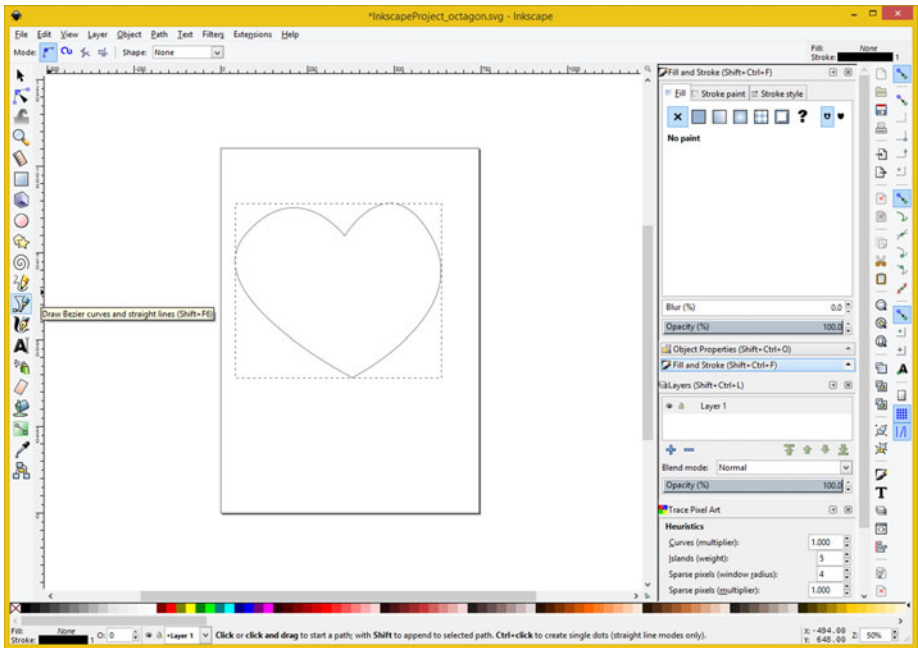 *InkscapeProject_octagon.svg - Inkscape
File Edit View Layer Object Path Text Filters Extensions Help
Mode: Shape: None
Fill: None
Stroke: 1
Fill and Stroke (Shift+Ctrl+F)
Fill Stroke paint Stroke style
?
No paint
Draw Bezier curves and straight lines (Shift+F6)
Blur (%) 0.0
Opacity (%) 100.0
Object Properties (Shift+Ctrl+O)
Fill and Stroke (Shift+Ctrl+F)
Layers (Shift+Ctrl+L)
Layer 1
Blend mode: Normal
Opacity (%) 100.0
Trace Pixel Art
Heuristics
Curves (multiplier): 1.000
Islands (weight): 5
Sparse pixels (window radius): 4
Sparse pixels (multiplier): 1.000
Fill: None
Stroke: 1 O: 0 •Layer 1 Click or click and drag to start a path; with Shift to append to selected path. Ctrl+click to create single dots (straight line modes only).
X: -494.00
Y: 648.00 Z: 50%